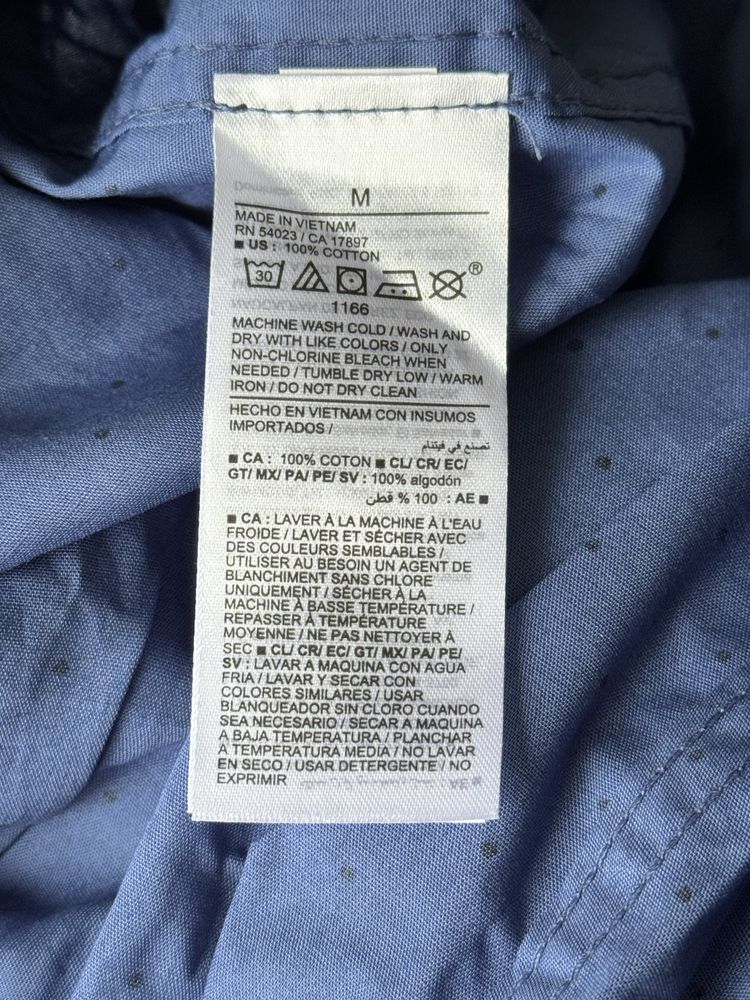 M
MADE IN VIETNAM
RN 54023 / CA 17897
■ US : 100% COTTON
30 ®
1166
MACHINE WASH COLD / WASH AND
DRY WITH LIKE COLORS / ONLY
NON-CHLORINE BLEACH WHEN
NEEDED / TUMBLE DRY LOW / WARM
IRON / DO NOT DRY CLEAN
HECHO EN VIETNAM CON INSUMOS
IMPORTADOS /
تصنع في فيتنام
■ CA : 100% COTON ■ CL/ CR/ EC/
GT/ MX/ PA/ PE/ SV : 100% algodón
■ AE : 100 % قطن
■ CA : LAVER À LA MACHINE À L'EAU
FROIDE / LAVER ET SÉCHER AVEC
DES COULEURS SEMBLABLES /
UTILISER AU BESOIN UN AGENT DE
BLANCHIMENT SANS CHLORE
UNIQUEMENT / SÉCHER À LA
MACHINE À BASSE TEMPÉRATURE /
REPASSER À TEMPÉRATURE
MOYENNE / NE PAS NETTOYER À
SEC ■ CL/ CR/ EC/ GT/ MX/ PA/ PE/
SV : LAVAR A MAQUINA CON AGUA
FRIA / LAVAR Y SECAR CON
COLORES SIMILARES / USAR
BLANQUEADOR SIN CLORO CUANDO
SEA NECESARIO / SECAR A MAQUINA
A BAJA TEMPERATURA / PLANCHAR
A TEMPERATURA MEDIA / NO LAVAR
EN SECO / USAR DETERGENTE / NO
EXPRIMIR